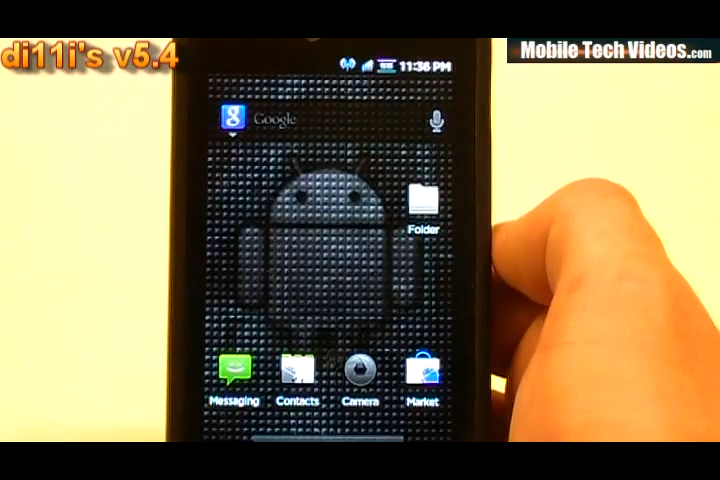 di11i's v5.4
Mobile Tech Videos.com
11:36 PM
g Google
Folder
Messaging
Contacts
Camera
Market